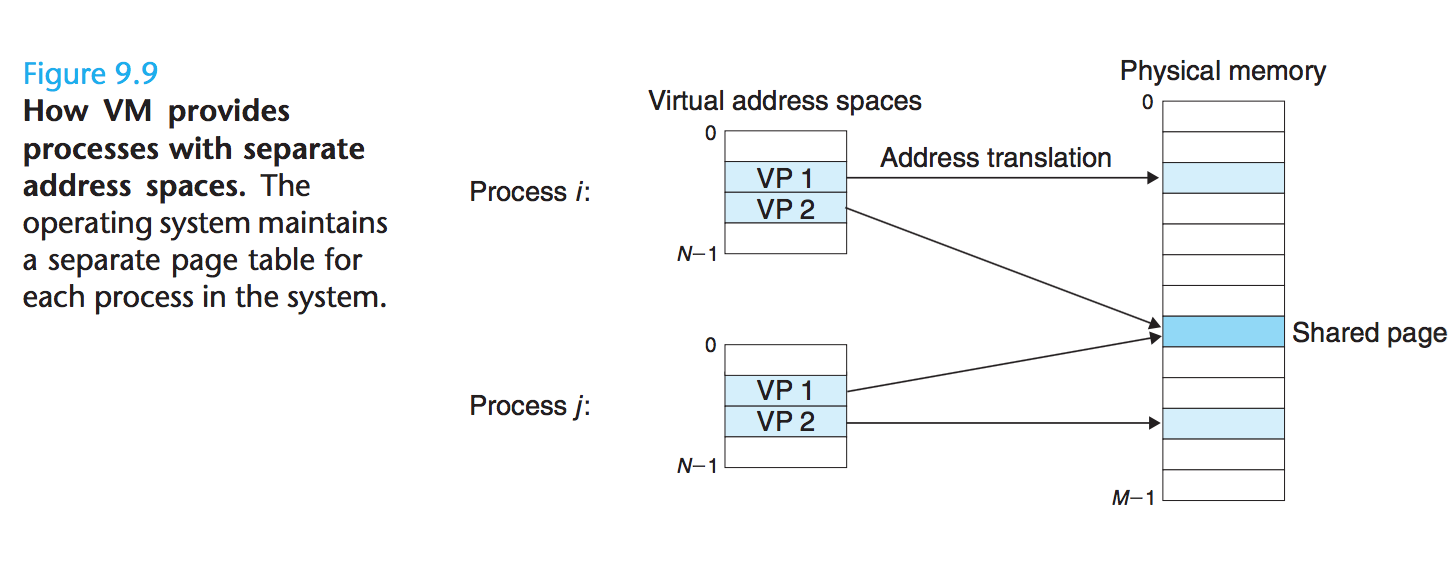 Figure 9.9
How VM provides
processes with separate
address spaces. The
operating system maintains
a separate page table for
each process in the system.
Physical memory
Virtual address spaces
0
0
Address translation
VP 1
Process i:
VP 2
N–1
Shared page
0
VP 1
Process j:
VP 2
N–1
M–1